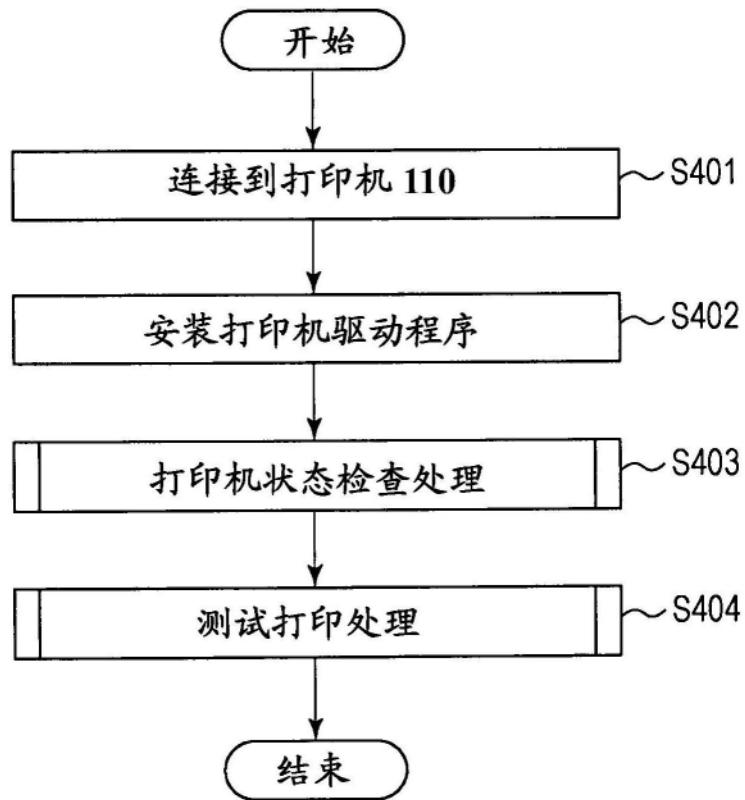 开始
连接到打印机 110
S401
安装打印机驱动程序
S402
打印机状态检查处理
S403
测试打印处理
S404
结束